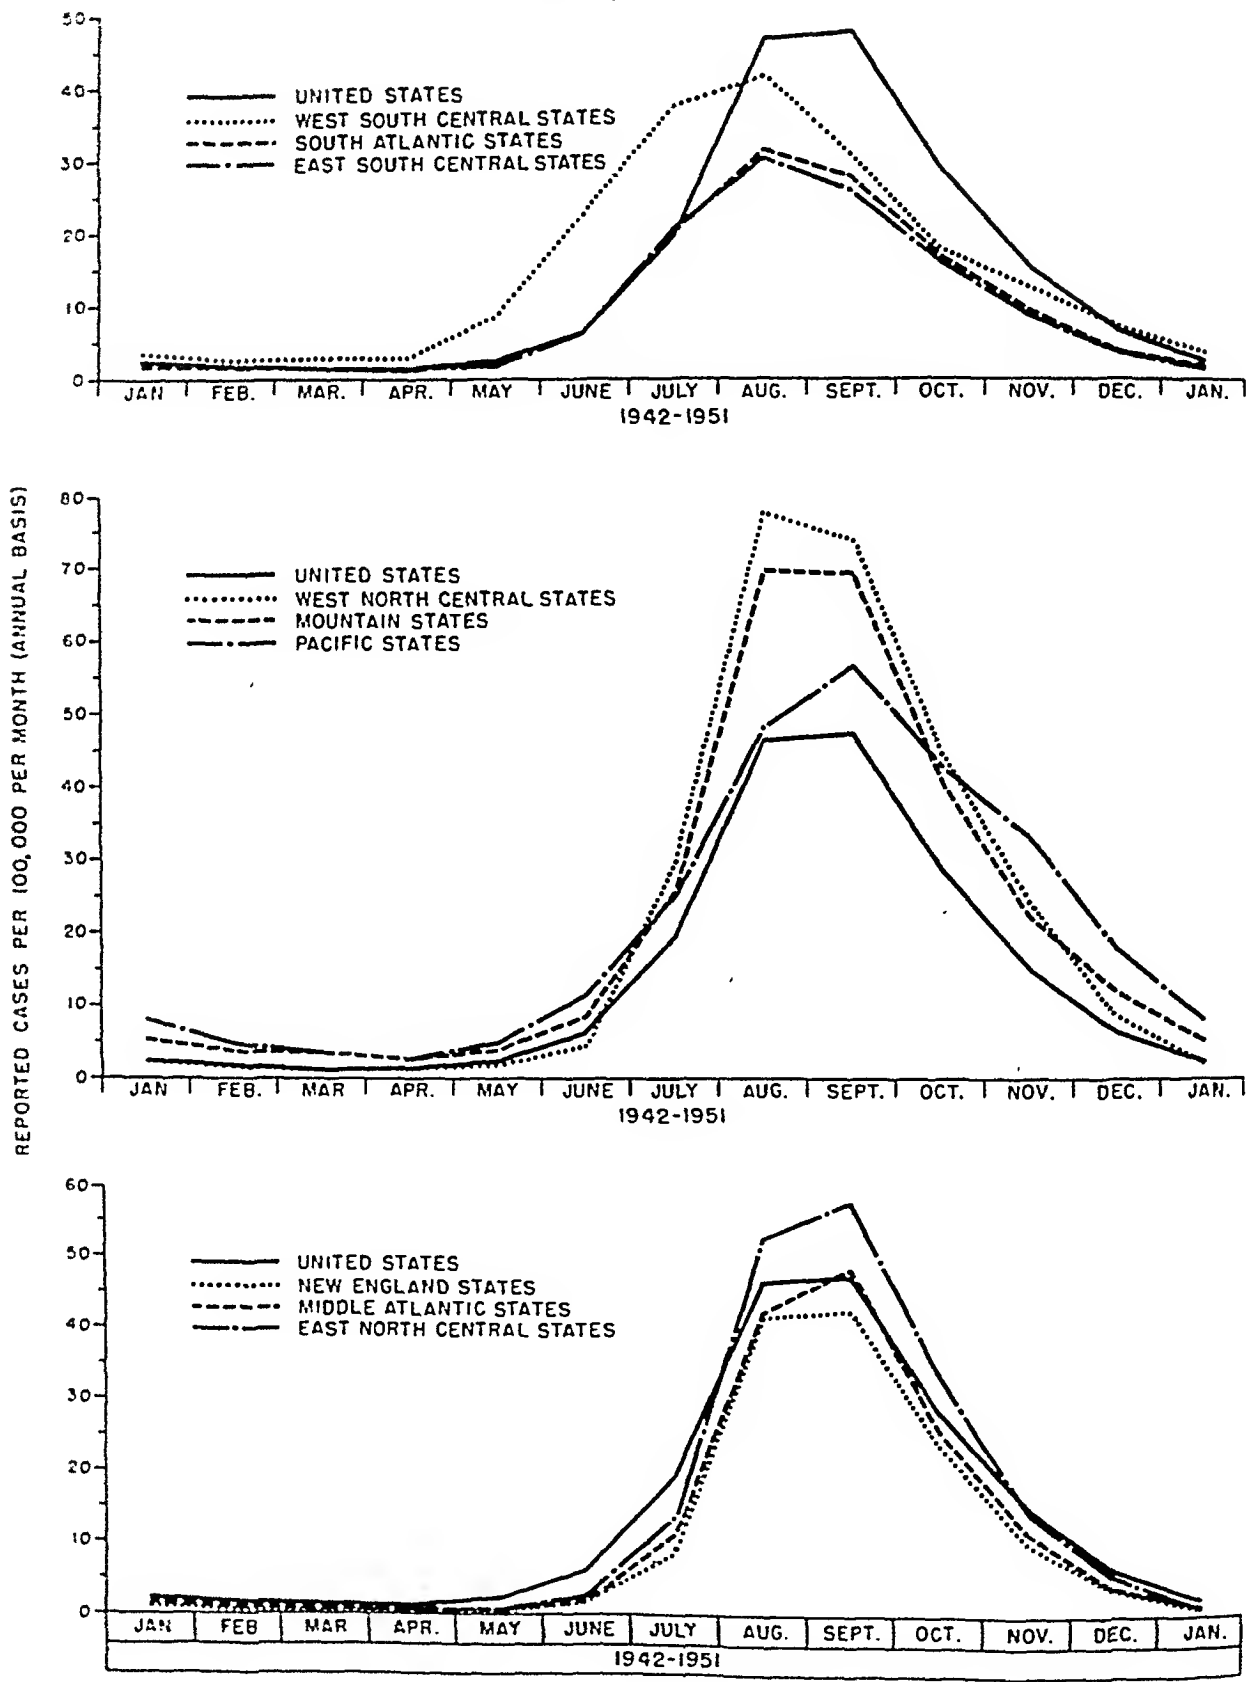 REPORTED CASES PER 100,000 PER MONTH (ANNUAL BASIS)
50
40
30
20
10
0
UNITED STATES
WEST SOUTH CENTRAL STATES
SOUTH ATLANTIC STATES
EAST SOUTH CENTRAL STATES
JAN FEB. MAR. APR. MAY JUNE JULY AUG. SEPT. OCT. NOV. DEC. JAN.
1942-1951
80
70
60
50
40
30
20
10
0
UNITED STATES
WEST NORTH CENTRAL STATES
MOUNTAIN STATES
PACIFIC STATES
JAN FEB. MAR APR. MAY JUNE JULY AUG. SEPT. OCT. NOV. DEC. JAN.
1942-1951
60
50
40
30
20
10
0
UNITED STATES
NEW ENGLAND STATES
MIDDLE ATLANTIC STATES
EAST NORTH CENTRAL STATES
JAN FEB MAR APR. MAY JUNE JULY AUG. SEPT. OCT. NOV. DEC. JAN.
1942-1951